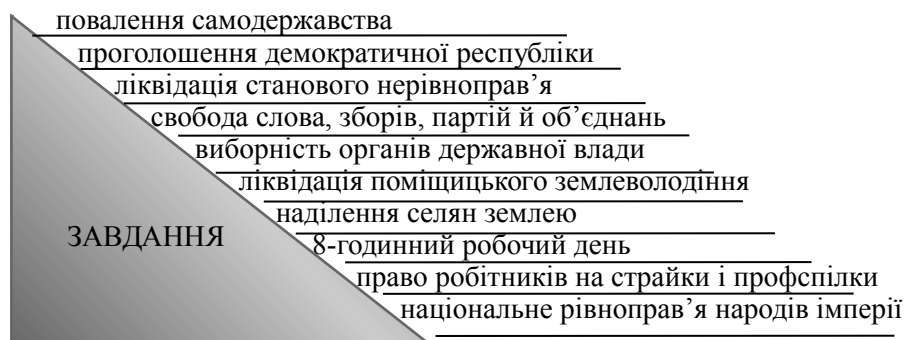 повалення самодержавства
проголошення демократичної республіки
ліквідація станового нерівноправ’я
свобода слова, зборів, партій й об’єднань
виборність органів державної влади
ліквідація поміщицького землеволодіння
наділення селян землею
ЗАВДАННЯ
8-годинний робочий день
право робітників на страйки і профспілки
національне рівноправ’я народів імперії